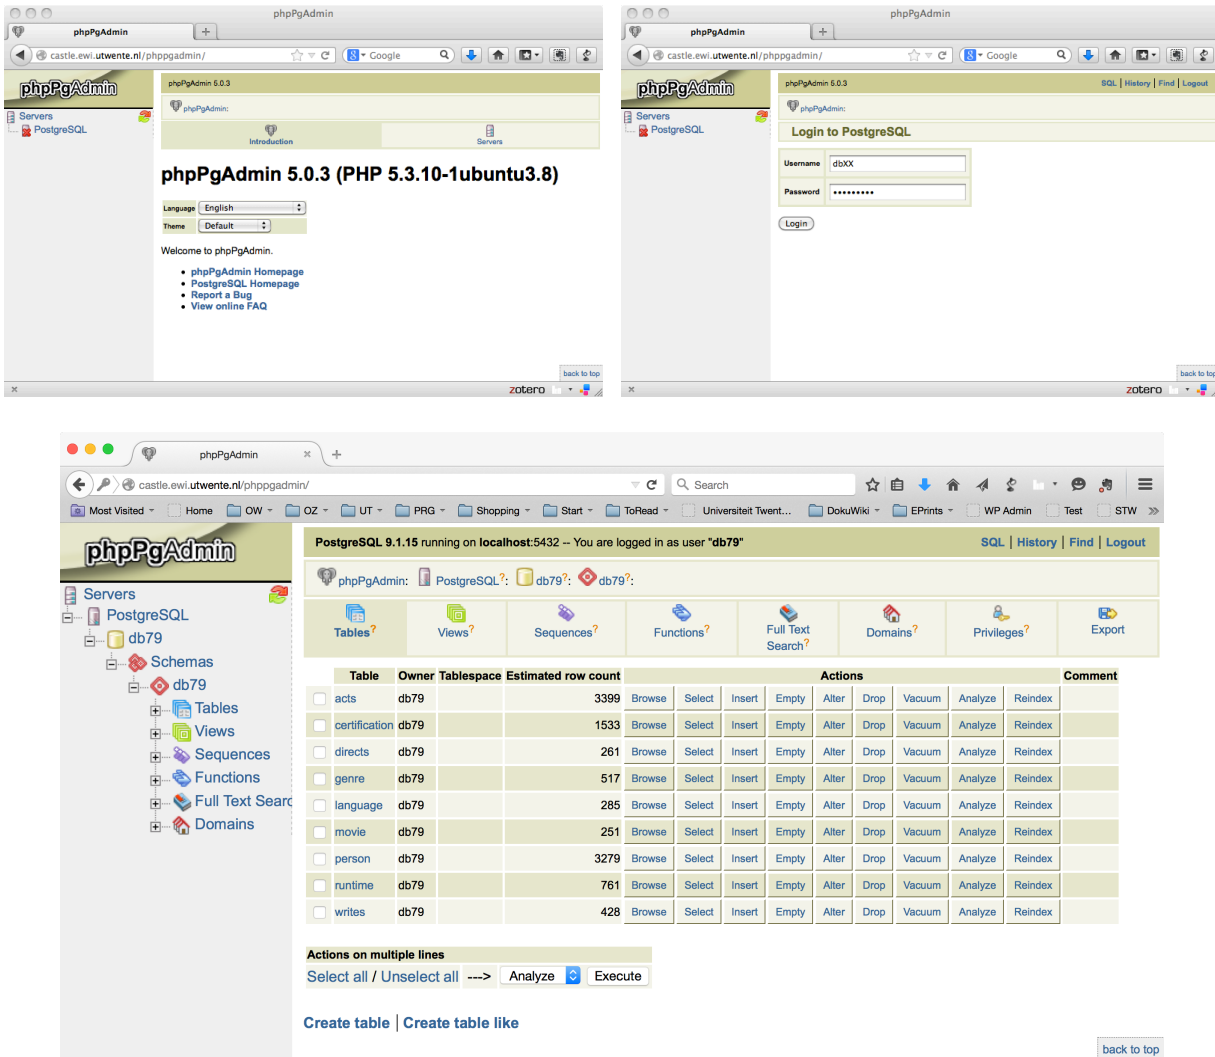 phpPgAdmin
phpPgAdmin
castle.ewi.utwente.nl/phppgadmin/
Google
phpPgAdmin
Servers
PostgreSQL
phpPgAdmin 5.0.3
phpPgAdmin:
Introduction
Servers
phpPgAdmin 5.0.3 (PHP 5.3.10-1ubuntu3.8)
Language English
Theme Default
Welcome to phpPgAdmin.
phpPgAdmin Homepage
PostgreSQL Homepage
Report a Bug
View online FAQ
back to top
zotero
phpPgAdmin
phpPgAdmin
castle.ewi.utwente.nl/phppgadmin/
Google
phpPgAdmin
Servers
PostgreSQL
phpPgAdmin 5.0.3
SQL | History | Find | Logout
phpPgAdmin:
Login to PostgreSQL
Username dbXX
Password •••••••••
Login
back to top
zotero
phpPgAdmin
castle.ewi.utwente.nl/phppgadmin/
Search
Most Visited Home OW OZ UT PRG Shopping Start ToRead Universiteit Twent... DokuWiki EPrints WP Admin Test STW
phpPgAdmin
Servers
PostgreSQL
db79
Schemas
db79
Tables
Views
Sequences
Functions
Full Text Searc
Domains
PostgreSQL 9.1.15 running on localhost:5432 -- You are logged in as user "db79"
SQL | History | Find | Logout
phpPgAdmin: PostgreSQL?: db79?: db79?:
Tables? Views? Sequences? Functions? Full Text Search? Domains? Privileges? Export
Table Owner Tablespace Estimated row count Actions Comment
acts db79 3399 Browse Select Insert Empty Alter Drop Vacuum Analyze Reindex
certification db79 1533 Browse Select Insert Empty Alter Drop Vacuum Analyze Reindex
directs db79 261 Browse Select Insert Empty Alter Drop Vacuum Analyze Reindex
genre db79 517 Browse Select Insert Empty Alter Drop Vacuum Analyze Reindex
language db79 285 Browse Select Insert Empty Alter Drop Vacuum Analyze Reindex
movie db79 251 Browse Select Insert Empty Alter Drop Vacuum Analyze Reindex
person db79 3279 Browse Select Insert Empty Alter Drop Vacuum Analyze Reindex
runtime db79 761 Browse Select Insert Empty Alter Drop Vacuum Analyze Reindex
writes db79 428 Browse Select Insert Empty Alter Drop Vacuum Analyze Reindex
Actions on multiple lines
Select all / Unselect all ---> Analyze Execute
Create table | Create table like
back to top